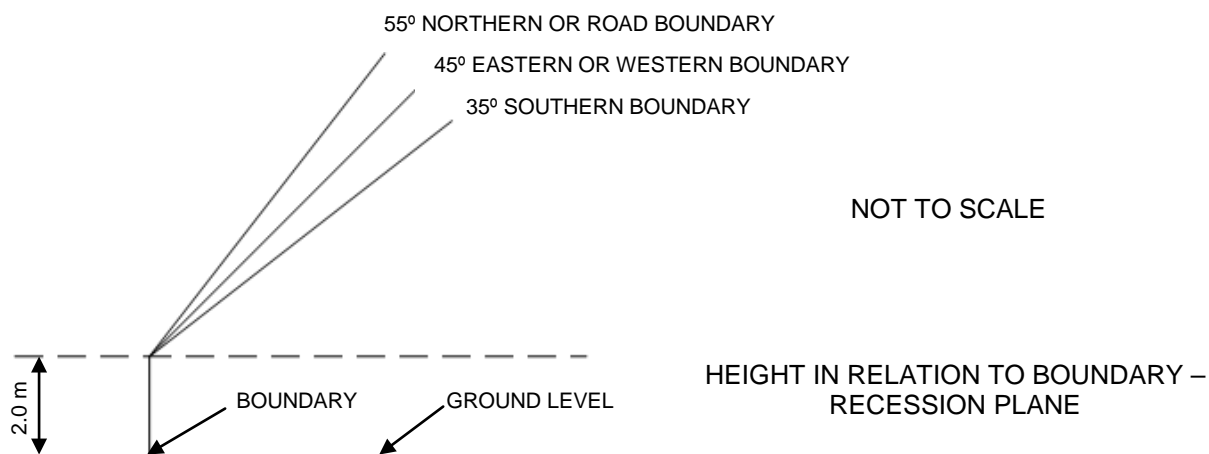 55º NORTHERN OR ROAD BOUNDARY
45º EASTERN OR WESTERN BOUNDARY
35º SOUTHERN BOUNDARY
NOT TO SCALE
2.0 m
BOUNDARY
GROUND LEVEL
HEIGHT IN RELATION TO BOUNDARY –
RECESSION PLANE